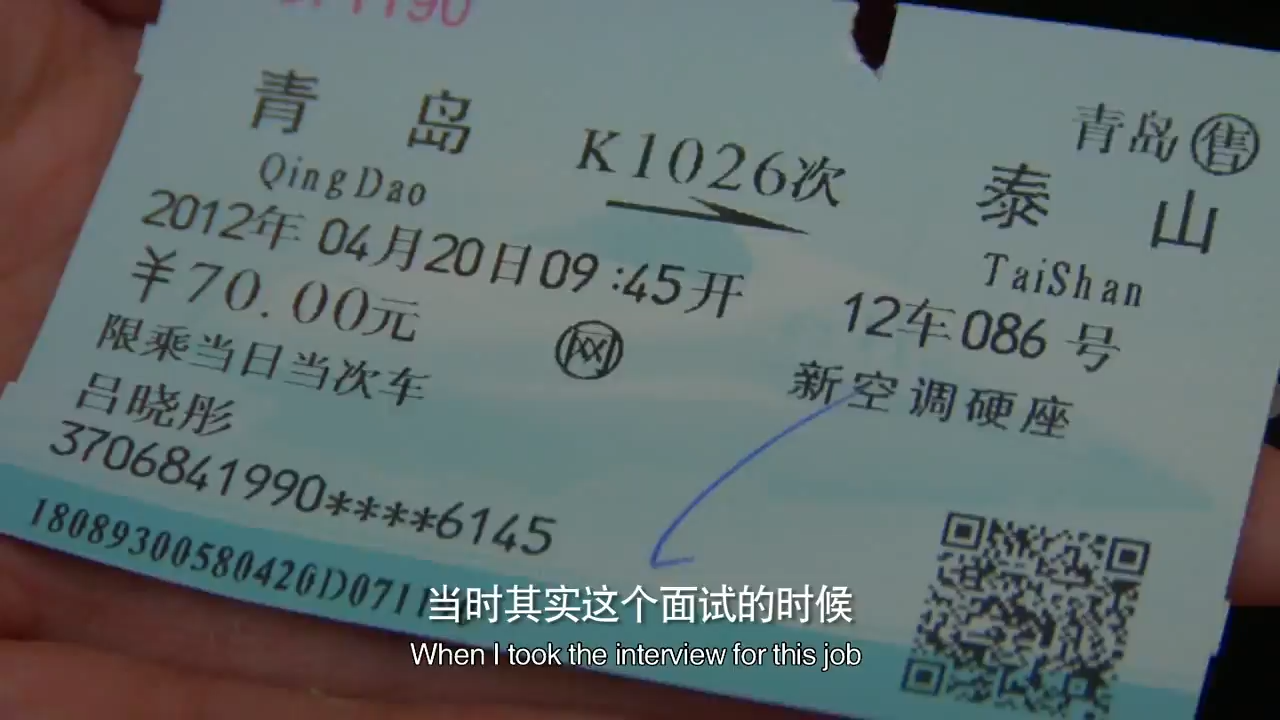 青岛 售
青岛 K1026次 泰山
QingDao TaiShan
2012年04月20日09:45开 12车086号
￥70.00元 网 新空调硬座
限乘当日当次车
吕晓彤
3706841990****6145
18089300580420D0711
当时其实这个面试的时候
When I took the interview for this job